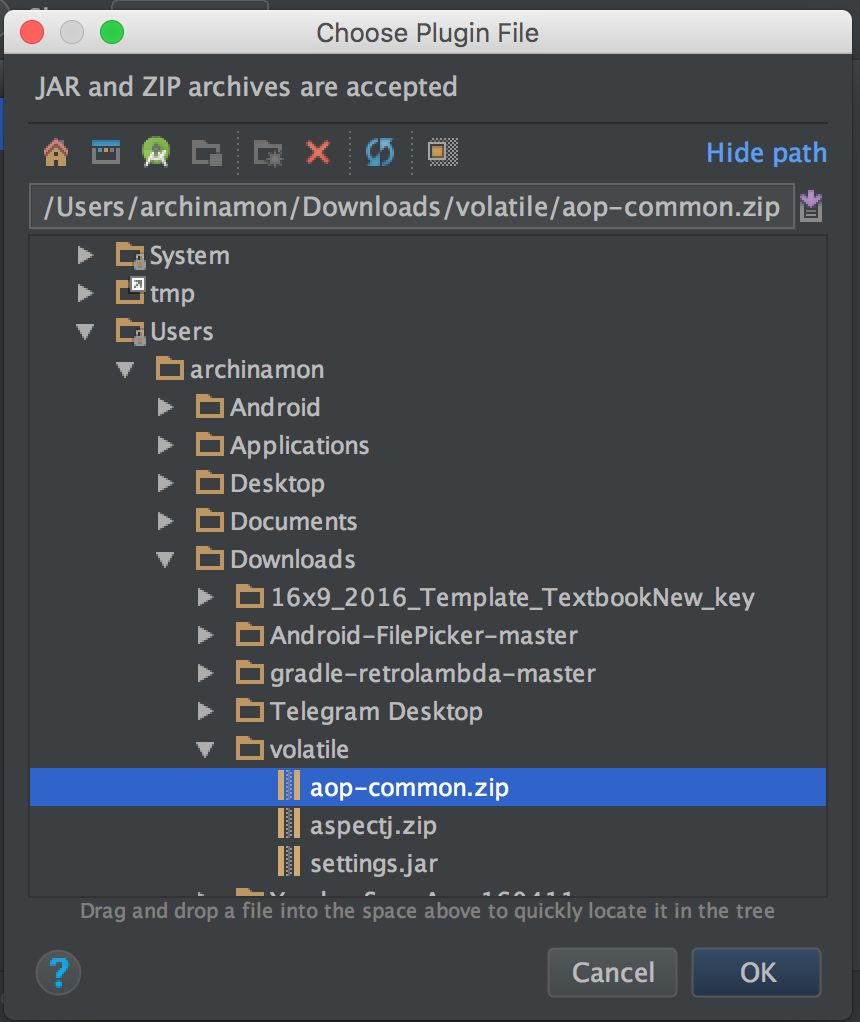 Choose Plugin File
JAR and ZIP archives are accepted
Hide path
/Users/archinamon/Downloads/volatile/aop-common.zip
System
tmp
Users
archinamon
Android
Applications
Desktop
Documents
Downloads
16x9_2016_Template_TextbookNew_key
Android-FilePicker-master
gradle-retrolambda-master
Telegram Desktop
volatile
aop-common.zip
aspectj.zip
settings.jar
Drag and drop a file into the space above to quickly locate it in the tree
?
Cancel
OK